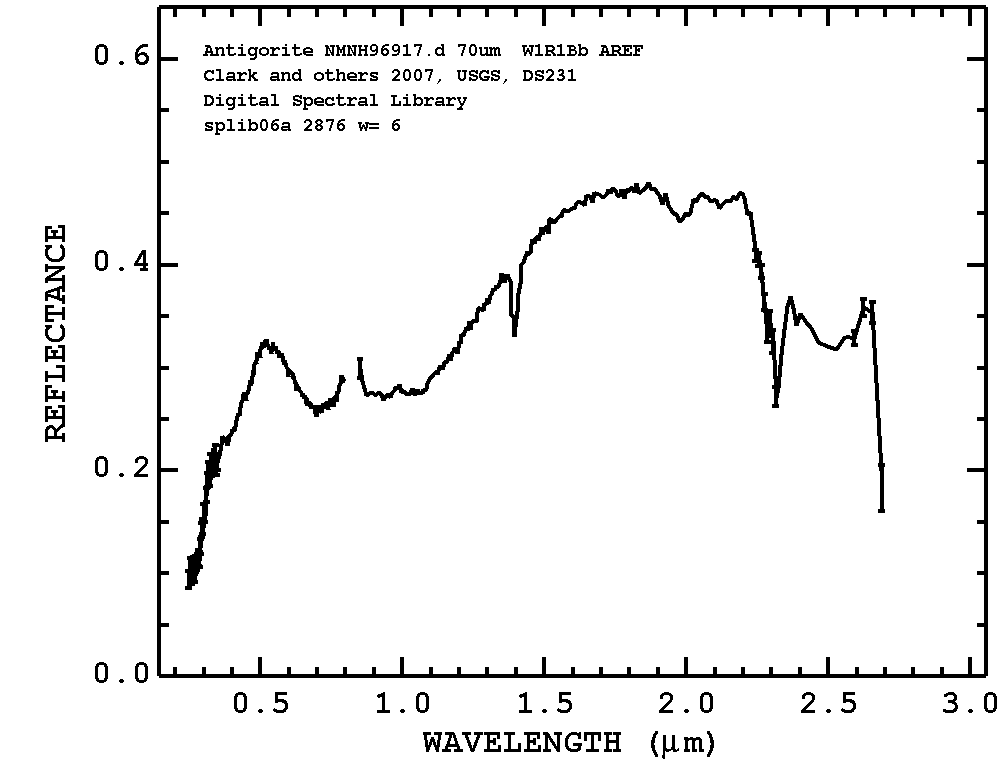 Antigorite NMNH96917.d 70um  W1R1Bb AREF
Clark and others 2007, USGS, DS231
Digital Spectral Library
splib06a 2876 w= 6
REFLECTANCE
0.6
0.4
0.2
0.0
0.5 1.0 1.5 2.0 2.5 3.0
WAVELENGTH (μm)